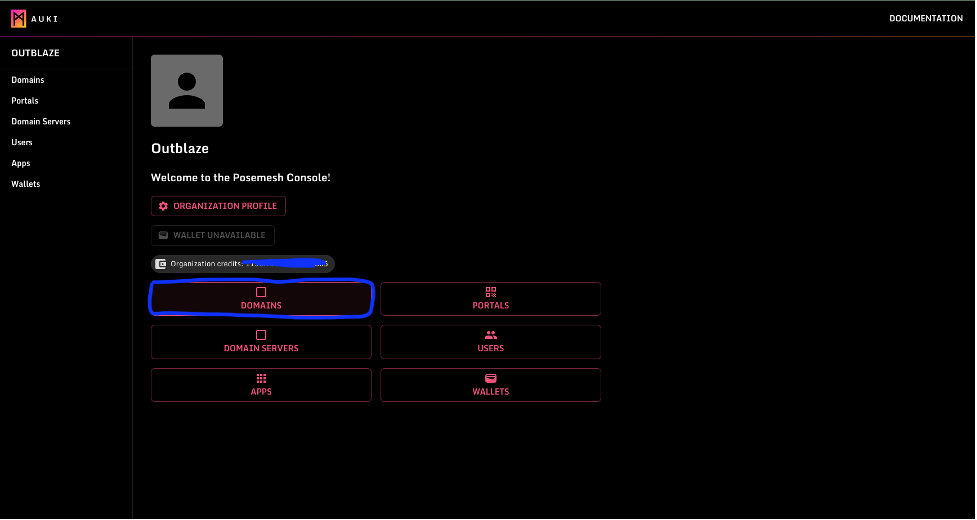 AUKI
DOCUMENTATION
OUTBLAZE
Domains
Portals
Domain Servers
Users
Apps
Wallets
Outblaze
Welcome to the Posemesh Console!
ORGANIZATION PROFILE
WALLET UNAVAILABLE
Organization credits:
DOMAINS
PORTALS
DOMAIN SERVERS
USERS
APPS
WALLETS